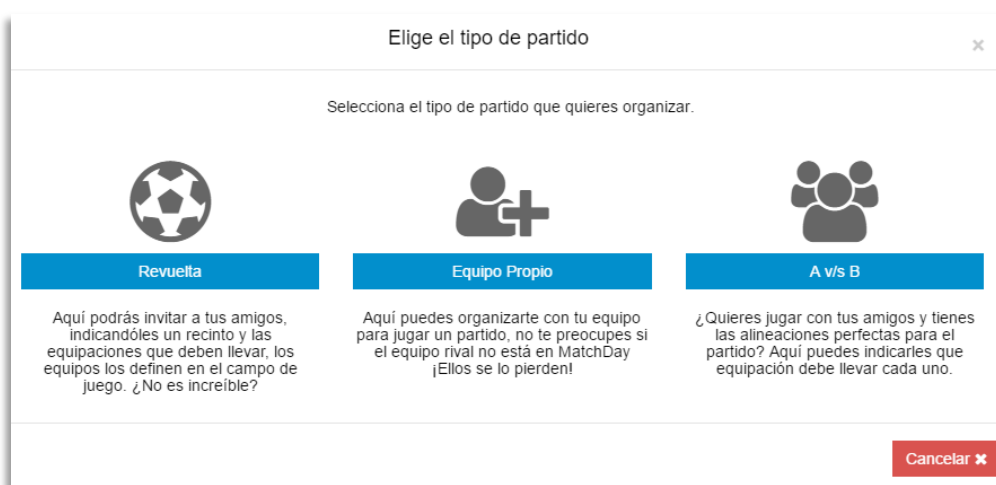 Elige el tipo de partido
×
Selecciona el tipo de partido que quieres organizar.
Revuelta
Equipo Propio
A v/s B
Aquí podrás invitar a tus amigos,
indicandóles un recinto y las
equipaciones que deben llevar, los
equipos los definen en el campo de
juego. ¿No es increíble?
Aquí puedes organizarte con tu equipo
para jugar un partido, no te preocupes si
el equipo rival no está en MatchDay
¡Ellos se lo pierden!
¿Quieres jugar con tus amigos y tienes
las alineaciones perfectas para el
partido? Aquí puedes indicarles que
equipación debe llevar cada uno.
Cancelar ✖